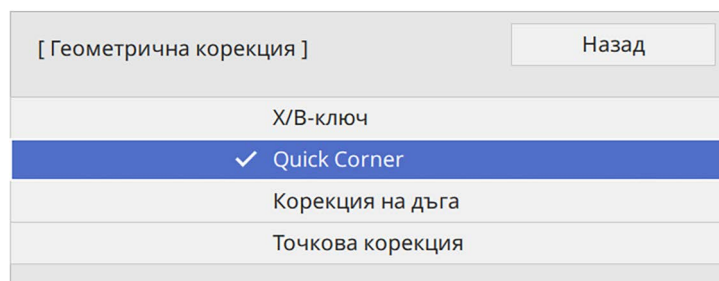 [ Геометрична корекция ]
Назад
Х/В-ключ
Quick Corner
Корекция на дъга
Точкова корекция